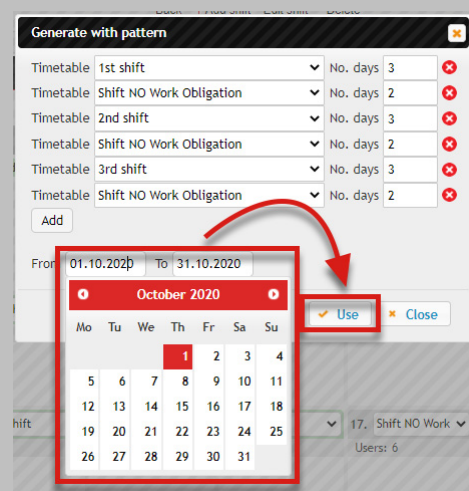 Back Add shift Edit shift Delete
Generate with pattern
Timetable 1st shift No. days 3
Timetable Shift NO Work Obligation No. days 2
Timetable 2nd shift No. days 3
Timetable Shift NO Work Obligation No. days 2
Timetable 3rd shift No. days 3
Timetable Shift NO Work Obligation No. days 2
Add
From 01.10.2020 To 31.10.2020
October 2020
Use Close
Mo Tu We Th Fr Sa Su
1 2 3 4
5 6 7 8 9 10 11
12 13 14 15 16 17 18
19 20 21 22 23 24 25
26 27 28 29 30 31
hift 17. Shift NO Work
Users: 6